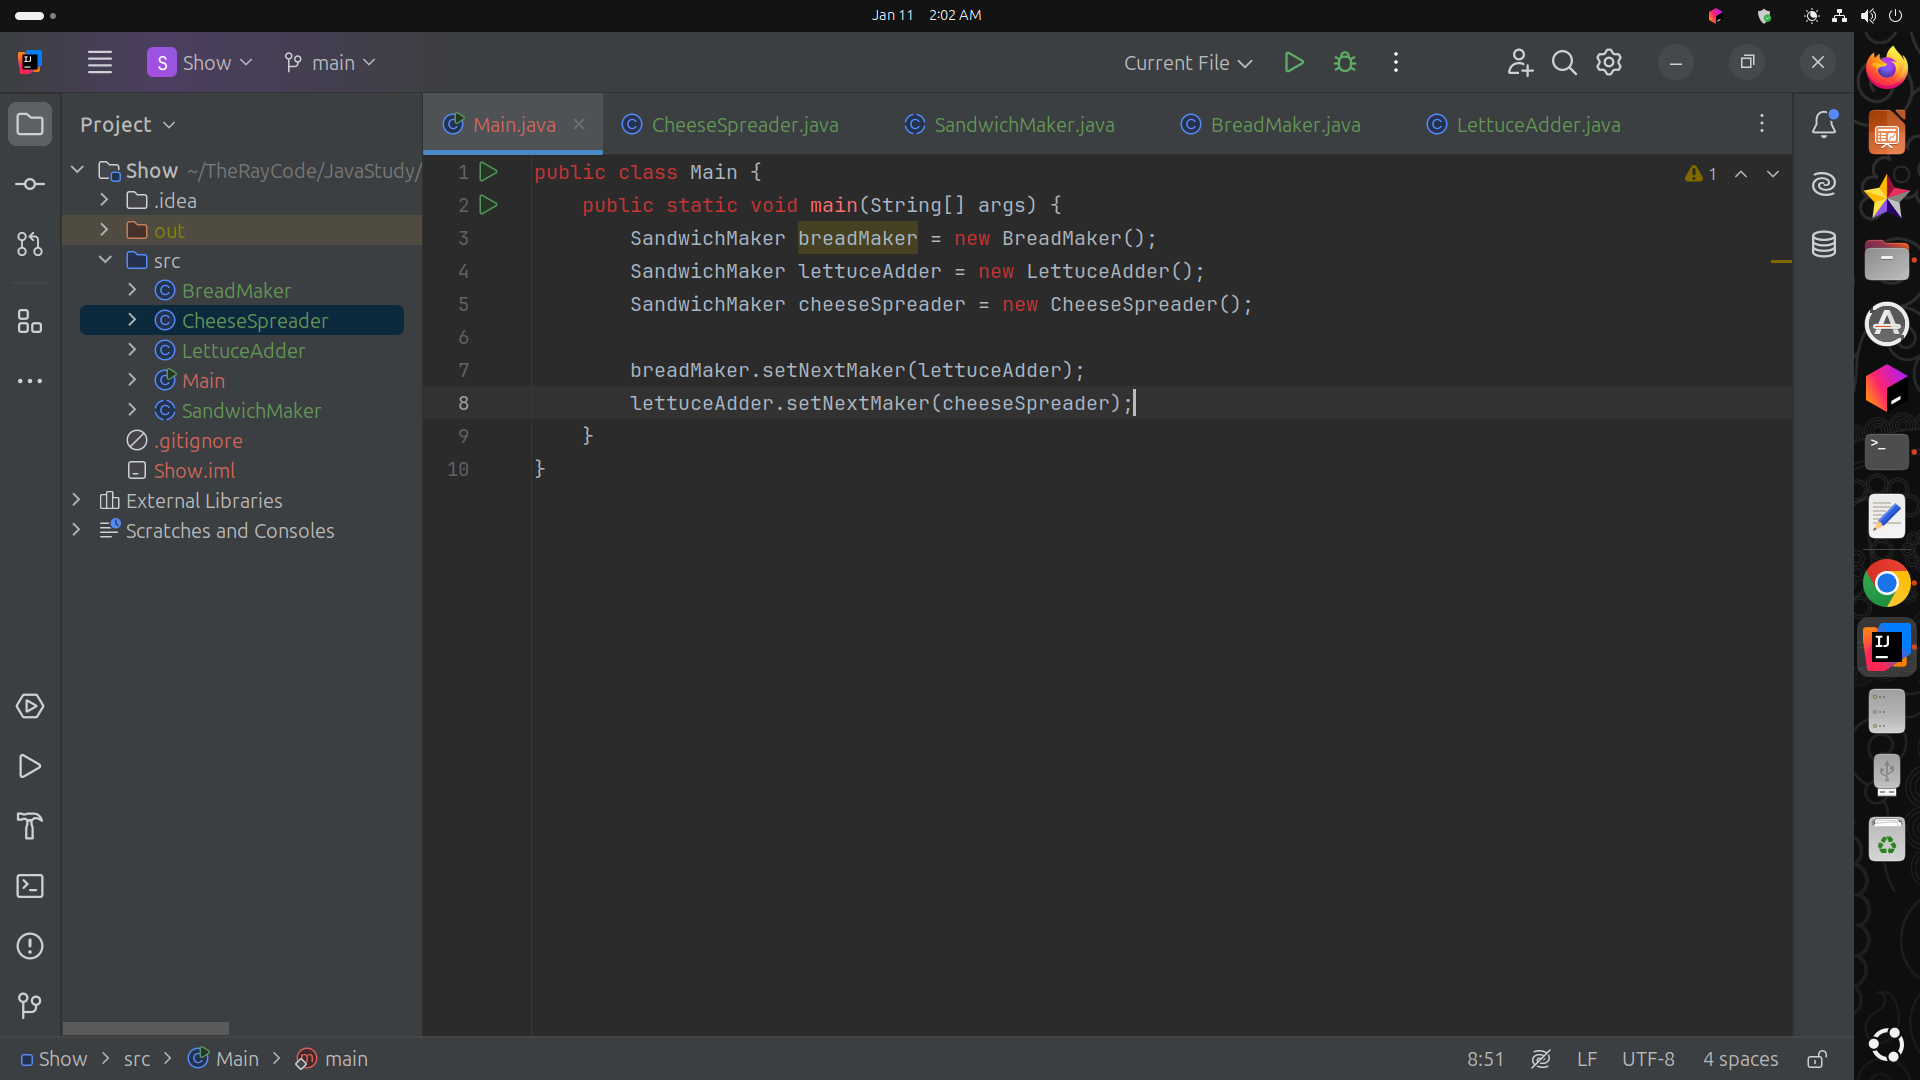 Jan 11 2:02 AM
S Show main Current File
Project
Main.java CheeseSpreader.java SandwichMaker.java BreadMaker.java LettuceAdder.java
Show ~/TheRayCode/JavaStudy/
.idea
out
src
BreadMaker
CheeseSpreader
LettuceAdder
Main
SandwichMaker
.gitignore
Show.iml
External Libraries
Scratches and Consoles
1 public class Main {
2 public static void main(String[] args) {
3 SandwichMaker breadMaker = new BreadMaker();
4 SandwichMaker lettuceAdder = new LettuceAdder();
5 SandwichMaker cheeseSpreader = new CheeseSpreader();
6
7 breadMaker.setNextMaker(lettuceAdder);
8 lettuceAdder.setNextMaker(cheeseSpreader);
9 }
10 }
1
Show src Main main
8:51 LF UTF-8 4 spaces